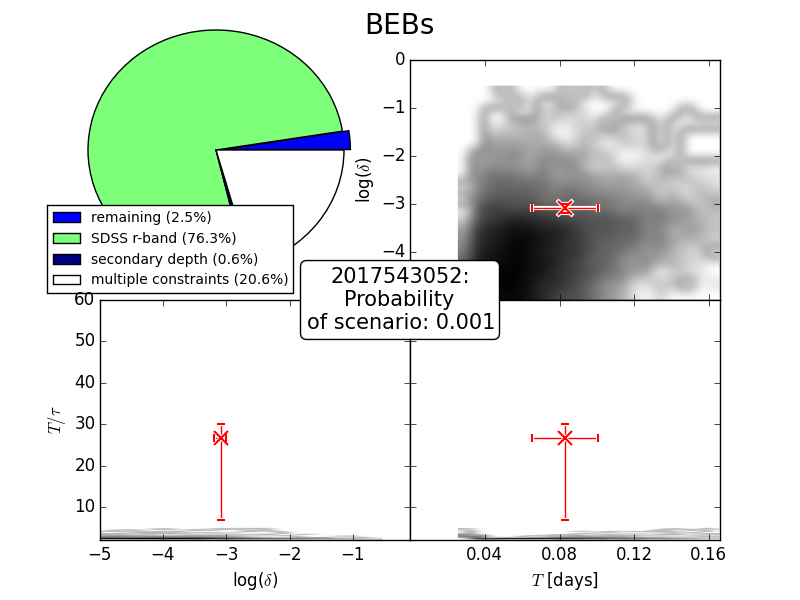 BEBs
remaining (2.5%)
SDSS r-band (76.3%)
secondary depth (0.6%)
multiple constraints (20.6%)
0
−1
−2
−3
−4
log(δ)
2017543052:
Probability
of scenario: 0.001
60
50
40
30
20
10
T/τ
−5 −4 −3 −2 −1
log(δ)
0.04 0.08 0.12 0.16
T [days]